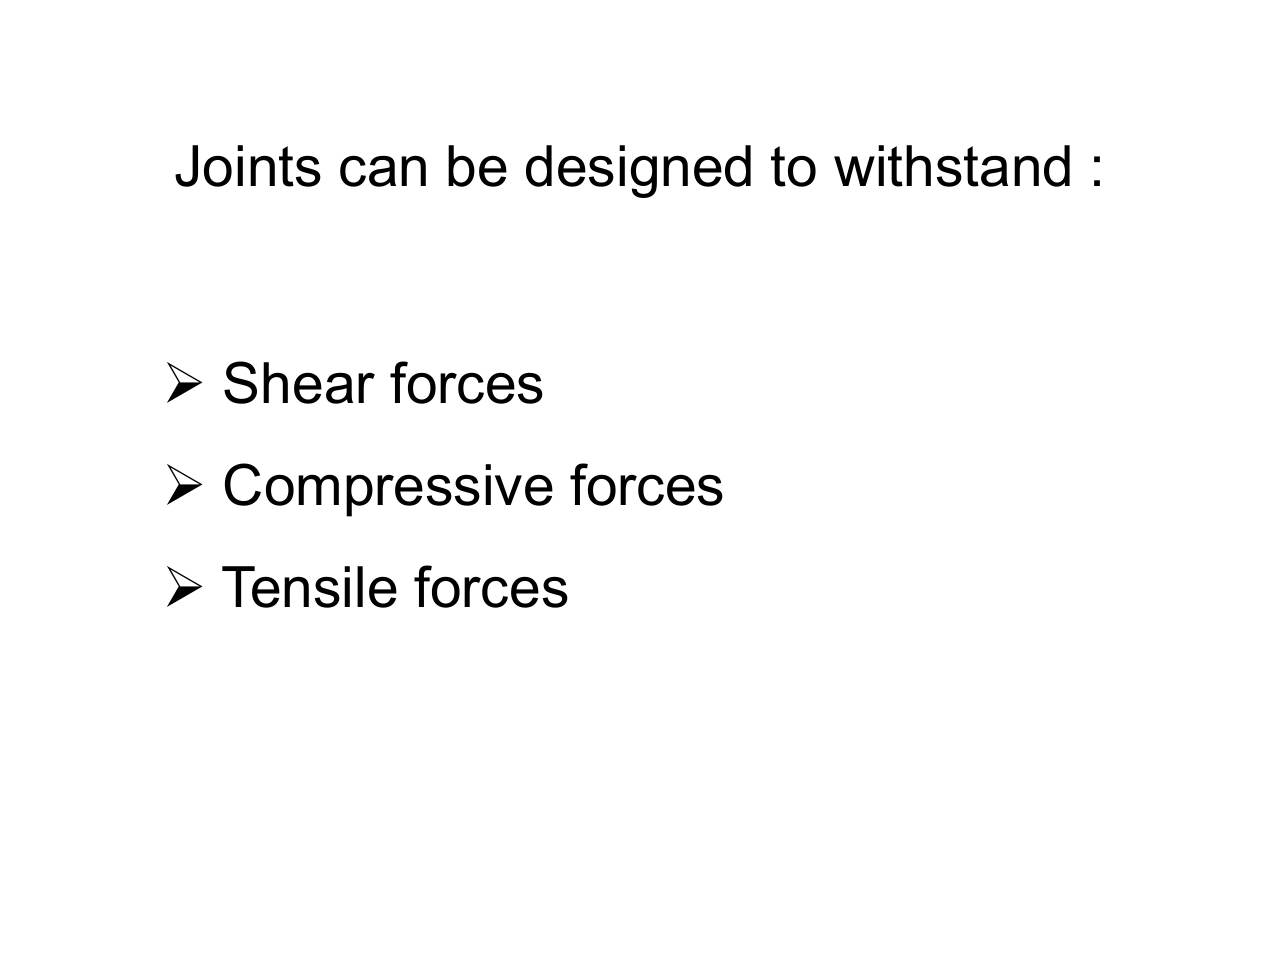 Joints can be designed to withstand :
➢ Shear forces
➢ Compressive forces
➢ Tensile forces